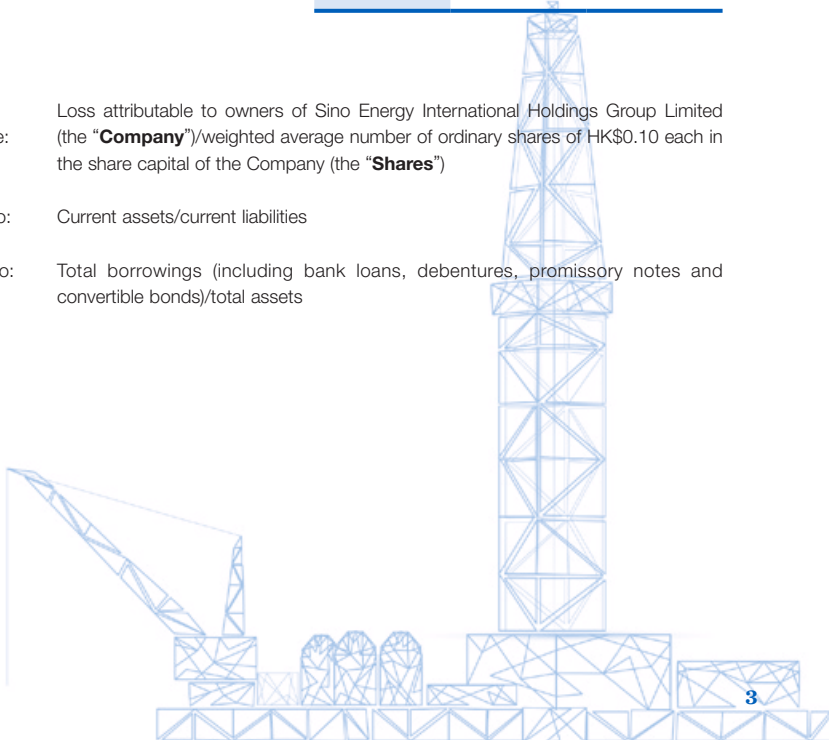 Loss attributable to owners of Sino Energy International Holdings Group Limited
e: (the “Company”)/weighted average number of ordinary shares of HK$0.10 each in
the share capital of the Company (the “Shares”)
o: Current assets/current liabilities
o: Total borrowings (including bank loans, debentures, promissory notes and
convertible bonds)/total assets
3